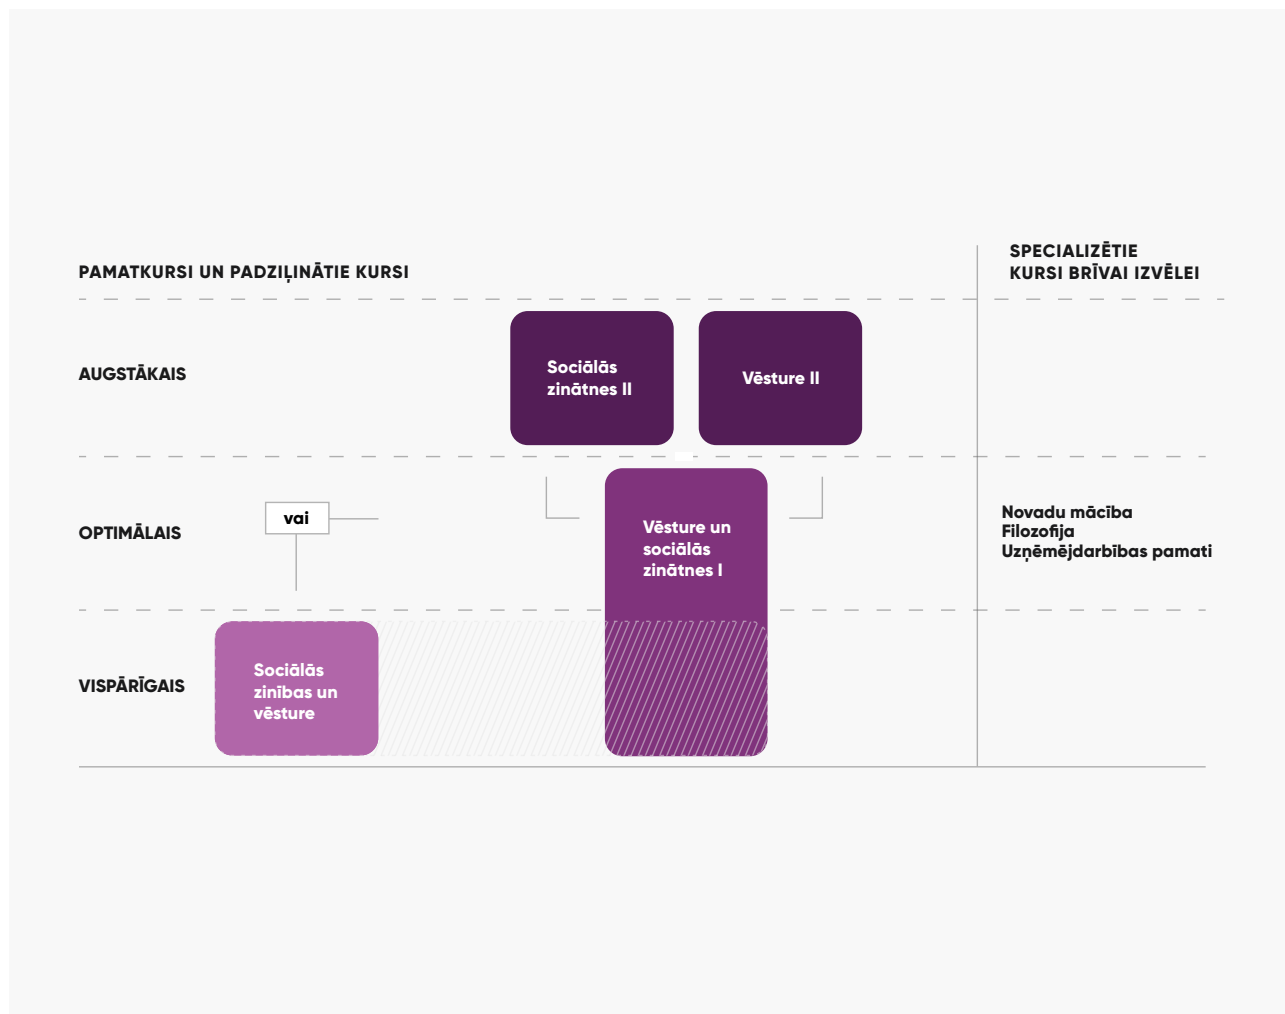 PAMATKURSI UN PADZIĻINĀTIE KURSI
SPECIALIZĒTIE
KURSI BRĪVAI IZVĒLEI
AUGSTĀKAIS
Sociālās
zinātnes II
Vēsture II
OPTIMĀLAIS
vai
Vēsture un
sociālās
zinātnes I
Novadu mācība
Filozofija
Uzņēmējdarbības pamati
VISPĀRĪGAIS
Sociālās
zinības un
vēsture